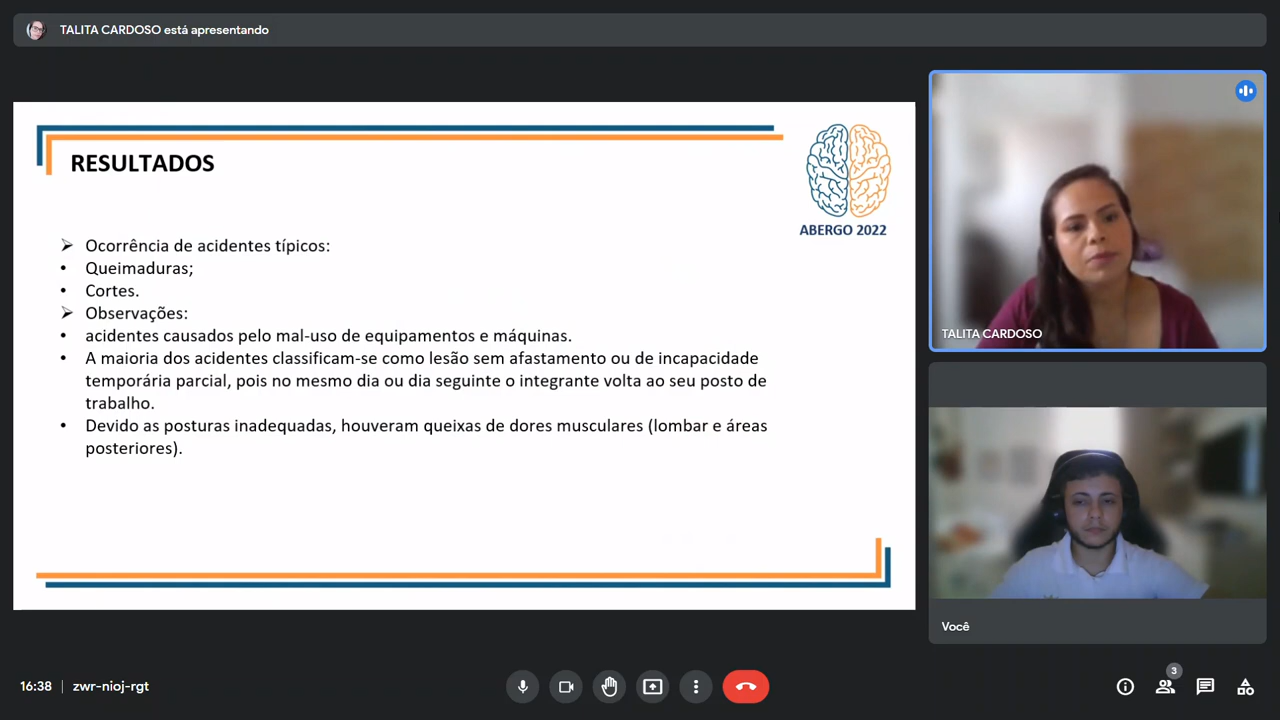 TALITA CARDOSO está apresentando
RESULTADOS
ABERGO 2022
➢ Ocorrência de acidentes típicos:
• Queimaduras;
• Cortes.
➢ Observações:
• acidentes causados pelo mal-uso de equipamentos e máquinas.
• A maioria dos acidentes classificam-se como lesão sem afastamento ou de incapacidade
temporária parcial, pois no mesmo dia ou dia seguinte o integrante volta ao seu posto de
trabalho.
• Devido as posturas inadequadas, houveram queixas de dores musculares (lombar e áreas
posteriores).
TALITA CARDOSO
Você
16:38 | zwr-nioj-rgt
3